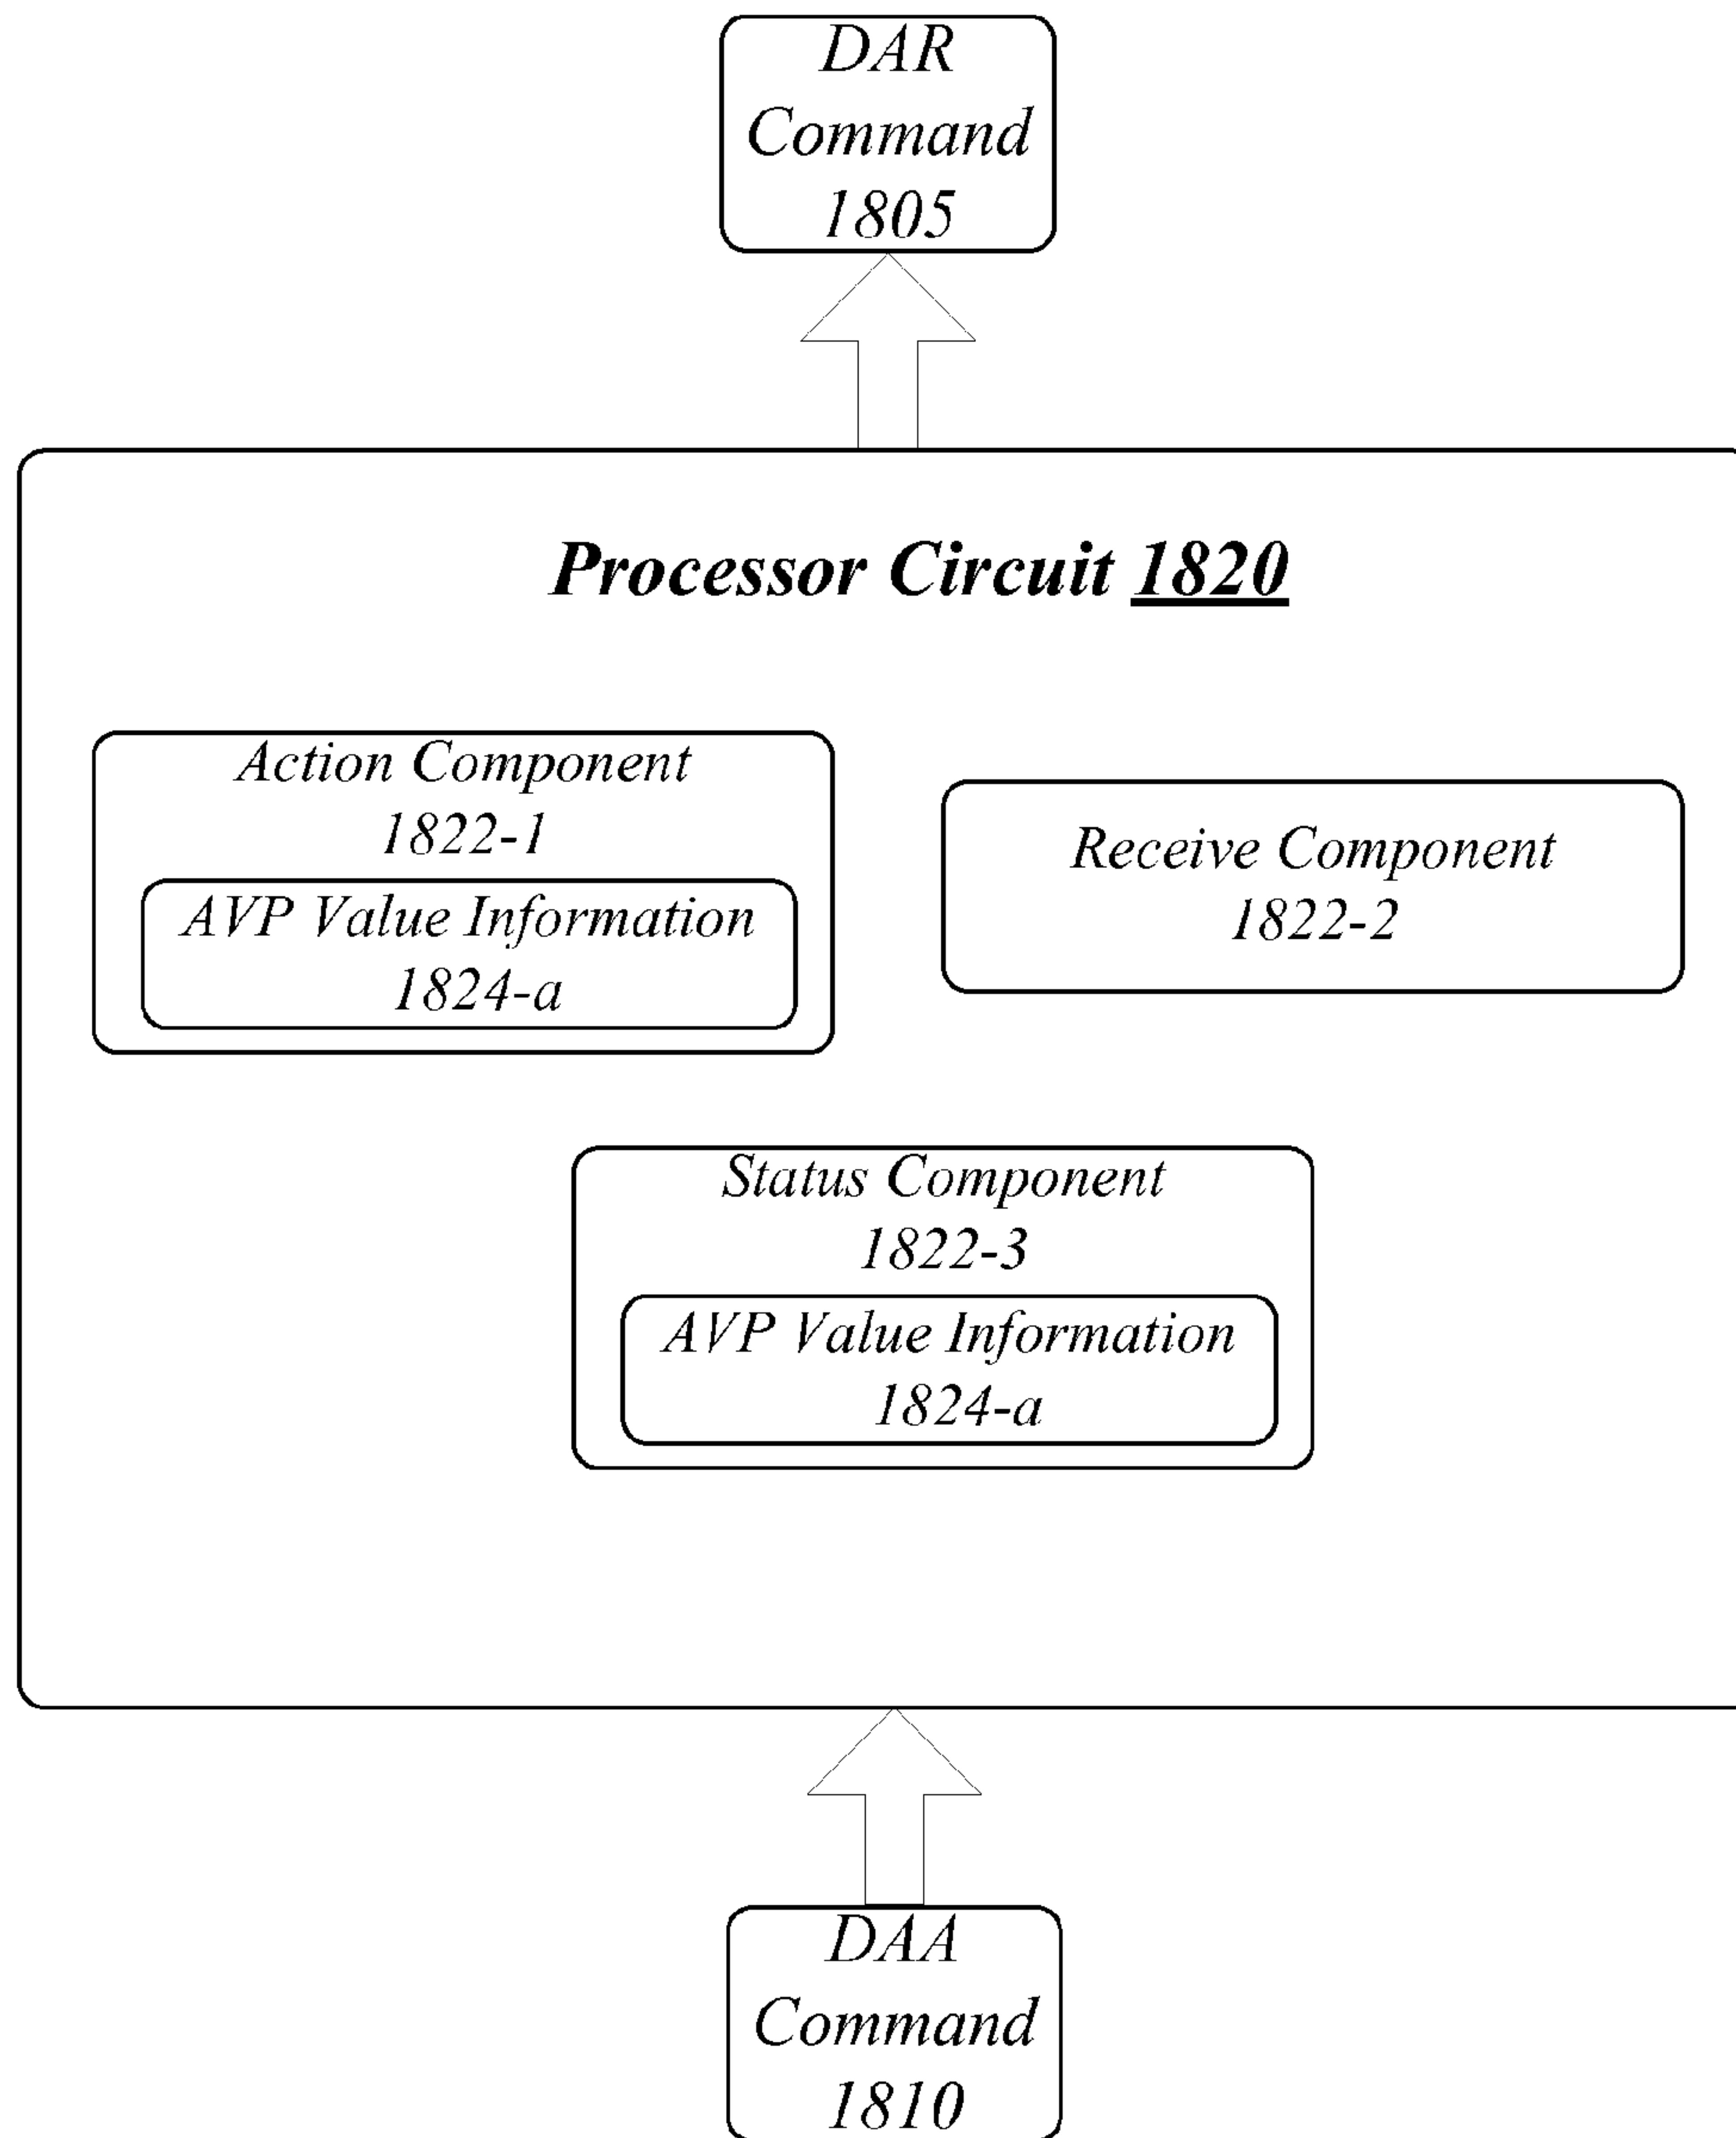 DAR
Command
1805
Processor Circuit 1820
Action Component
1822-1
AVP Value Information
1824-a
Receive Component
1822-2
Status Component
1822-3
AVP Value Information
1824-a
DAA
Command
1810